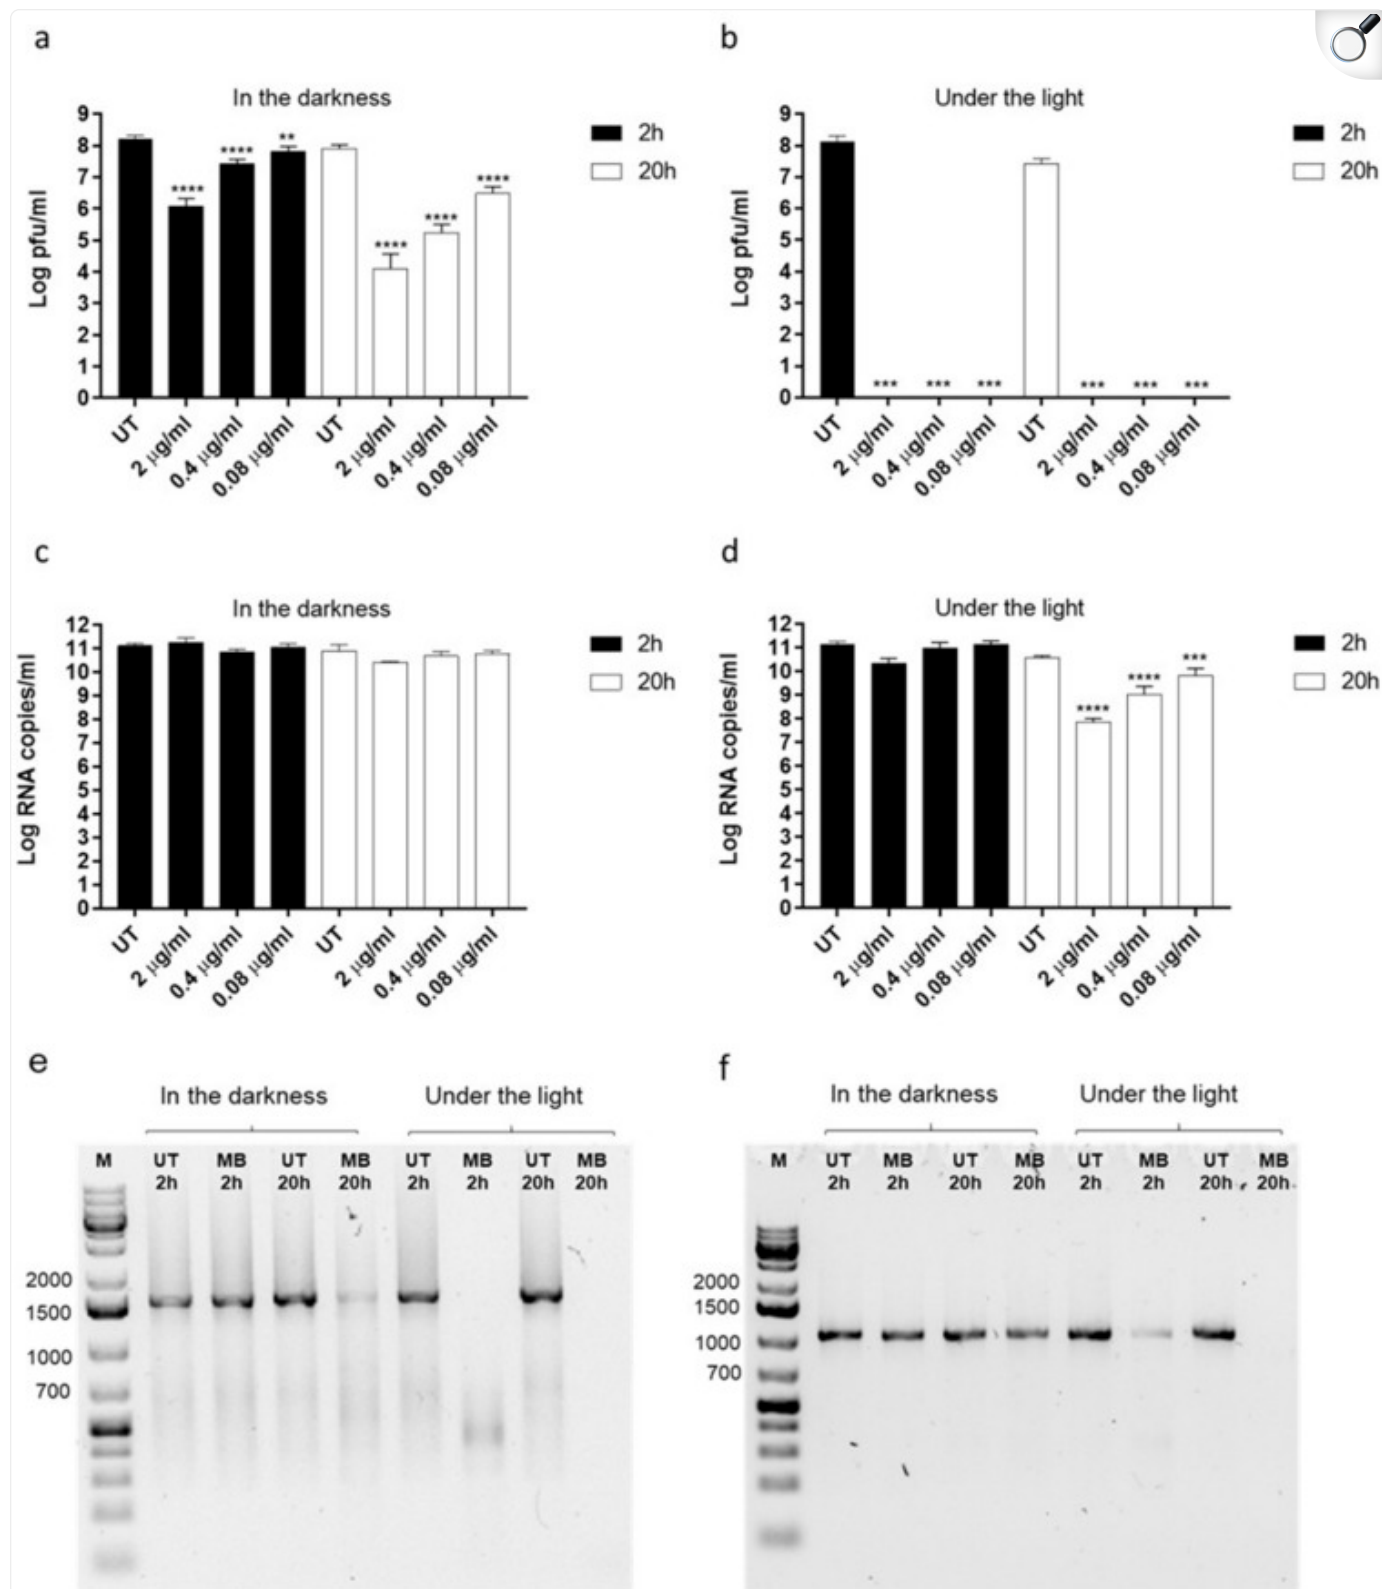 a
In the darkness
Log pfu/ml
9
8
7
6
5
4
3
2
1
0
****
****
**
****
****
****
UT
2 µg/ml
0.4 µg/ml
0.08 µg/ml
UT
2 µg/ml
0.4 µg/ml
0.08 µg/ml
2h
20h
b
Under the light
Log pfu/ml
9
8
7
6
5
4
3
2
1
0
***
***
***
***
***
***
UT
2 µg/ml
0.4 µg/ml
0.08 µg/ml
UT
2 µg/ml
0.4 µg/ml
0.08 µg/ml
2h
20h
c
In the darkness
Log RNA copies/ml
12
11
10
9
8
7
6
5
4
3
2
1
0
UT
2 µg/ml
0.4 µg/ml
0.08 µg/ml
UT
2 µg/ml
0.4 µg/ml
0.08 µg/ml
2h
20h
d
Under the light
Log RNA copies/ml
12
11
10
9
8
7
6
5
4
3
2
1
0
****
****
***
UT
2 µg/ml
0.4 µg/ml
0.08 µg/ml
UT
2 µg/ml
0.4 µg/ml
0.08 µg/ml
2h
20h
e
In the darkness Under the light
M UT MB UT MB UT MB UT MB
2h 2h 20h 20h 2h 2h 20h 20h
2000
1500
1000
700
f
In the darkness Under the light
M UT MB UT MB UT MB UT MB
2h 2h 20h 20h 2h 2h 20h 20h
2000
1500
1000
700